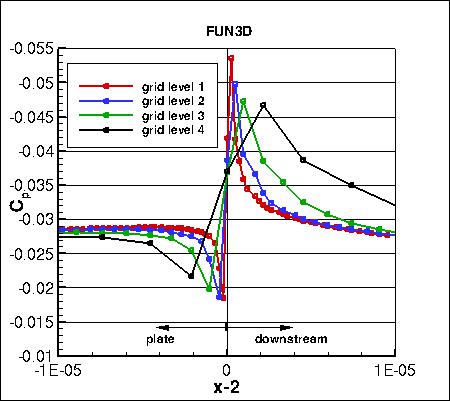 FUN3D
-0.055
-0.05
-0.045
-0.04
-0.035
-0.03
-0.025
-0.02
-0.015
-0.01
Cp
grid level 1
grid level 2
grid level 3
grid level 4
plate
downstream
-1E-05
0
1E-05
x-2